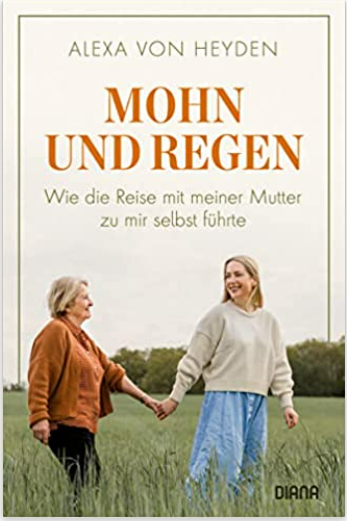 ALEXA VON HEYDEN
MOHN
UND REGEN
Wie die Reise mit meiner Mutter
zu mir selbst führte
DIANA